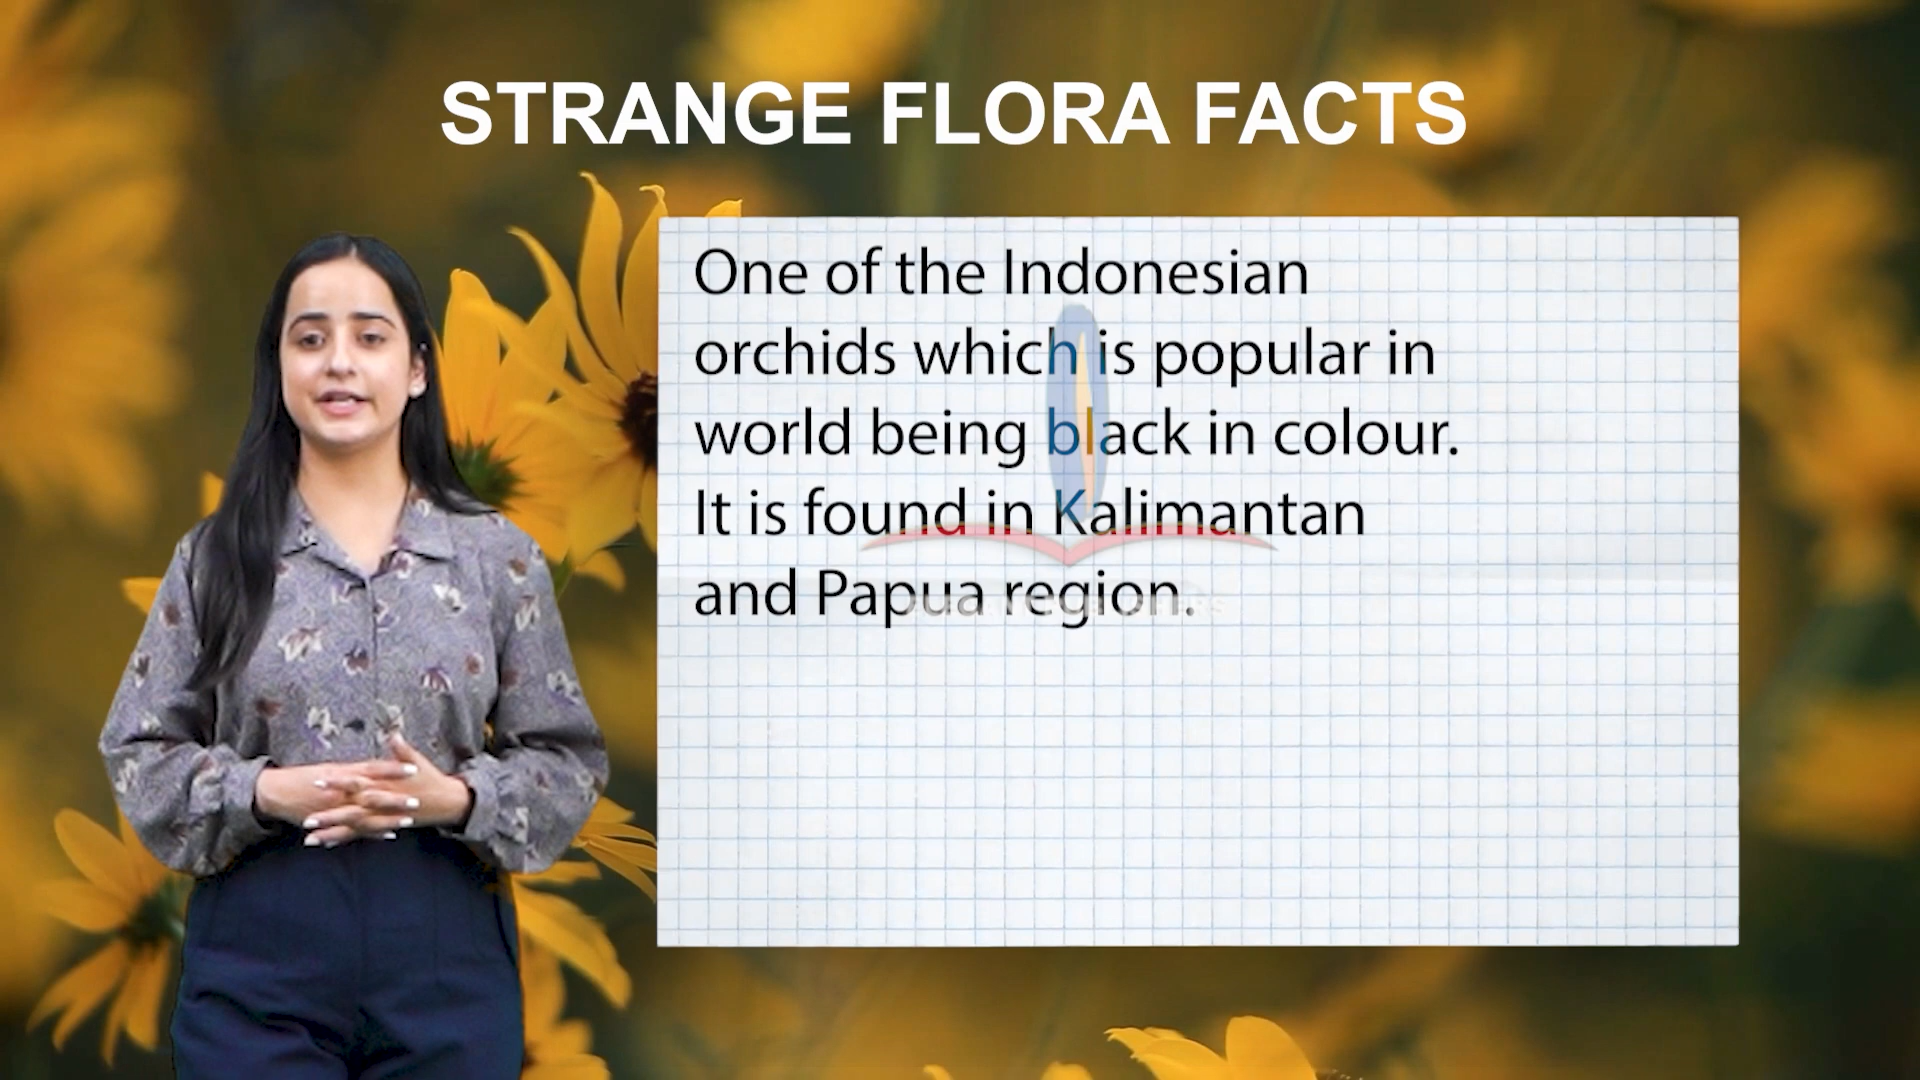 STRANGE FLORA FACTS
One of the Indonesian
orchids which is popular in
world being black in colour.
It is found in Kalimantan
and Papua region.